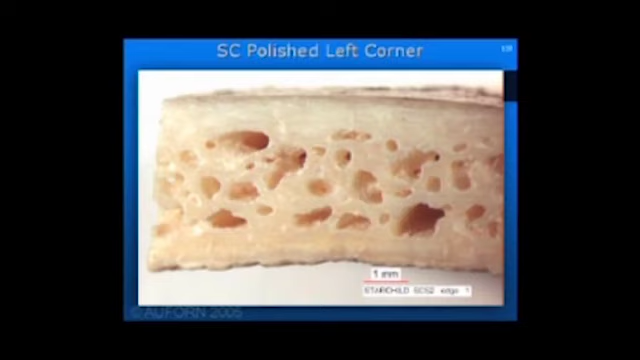 SC Polished Left Corner
1 mm
STARCHILD SCS2 edge 1
© AUFORN 2005